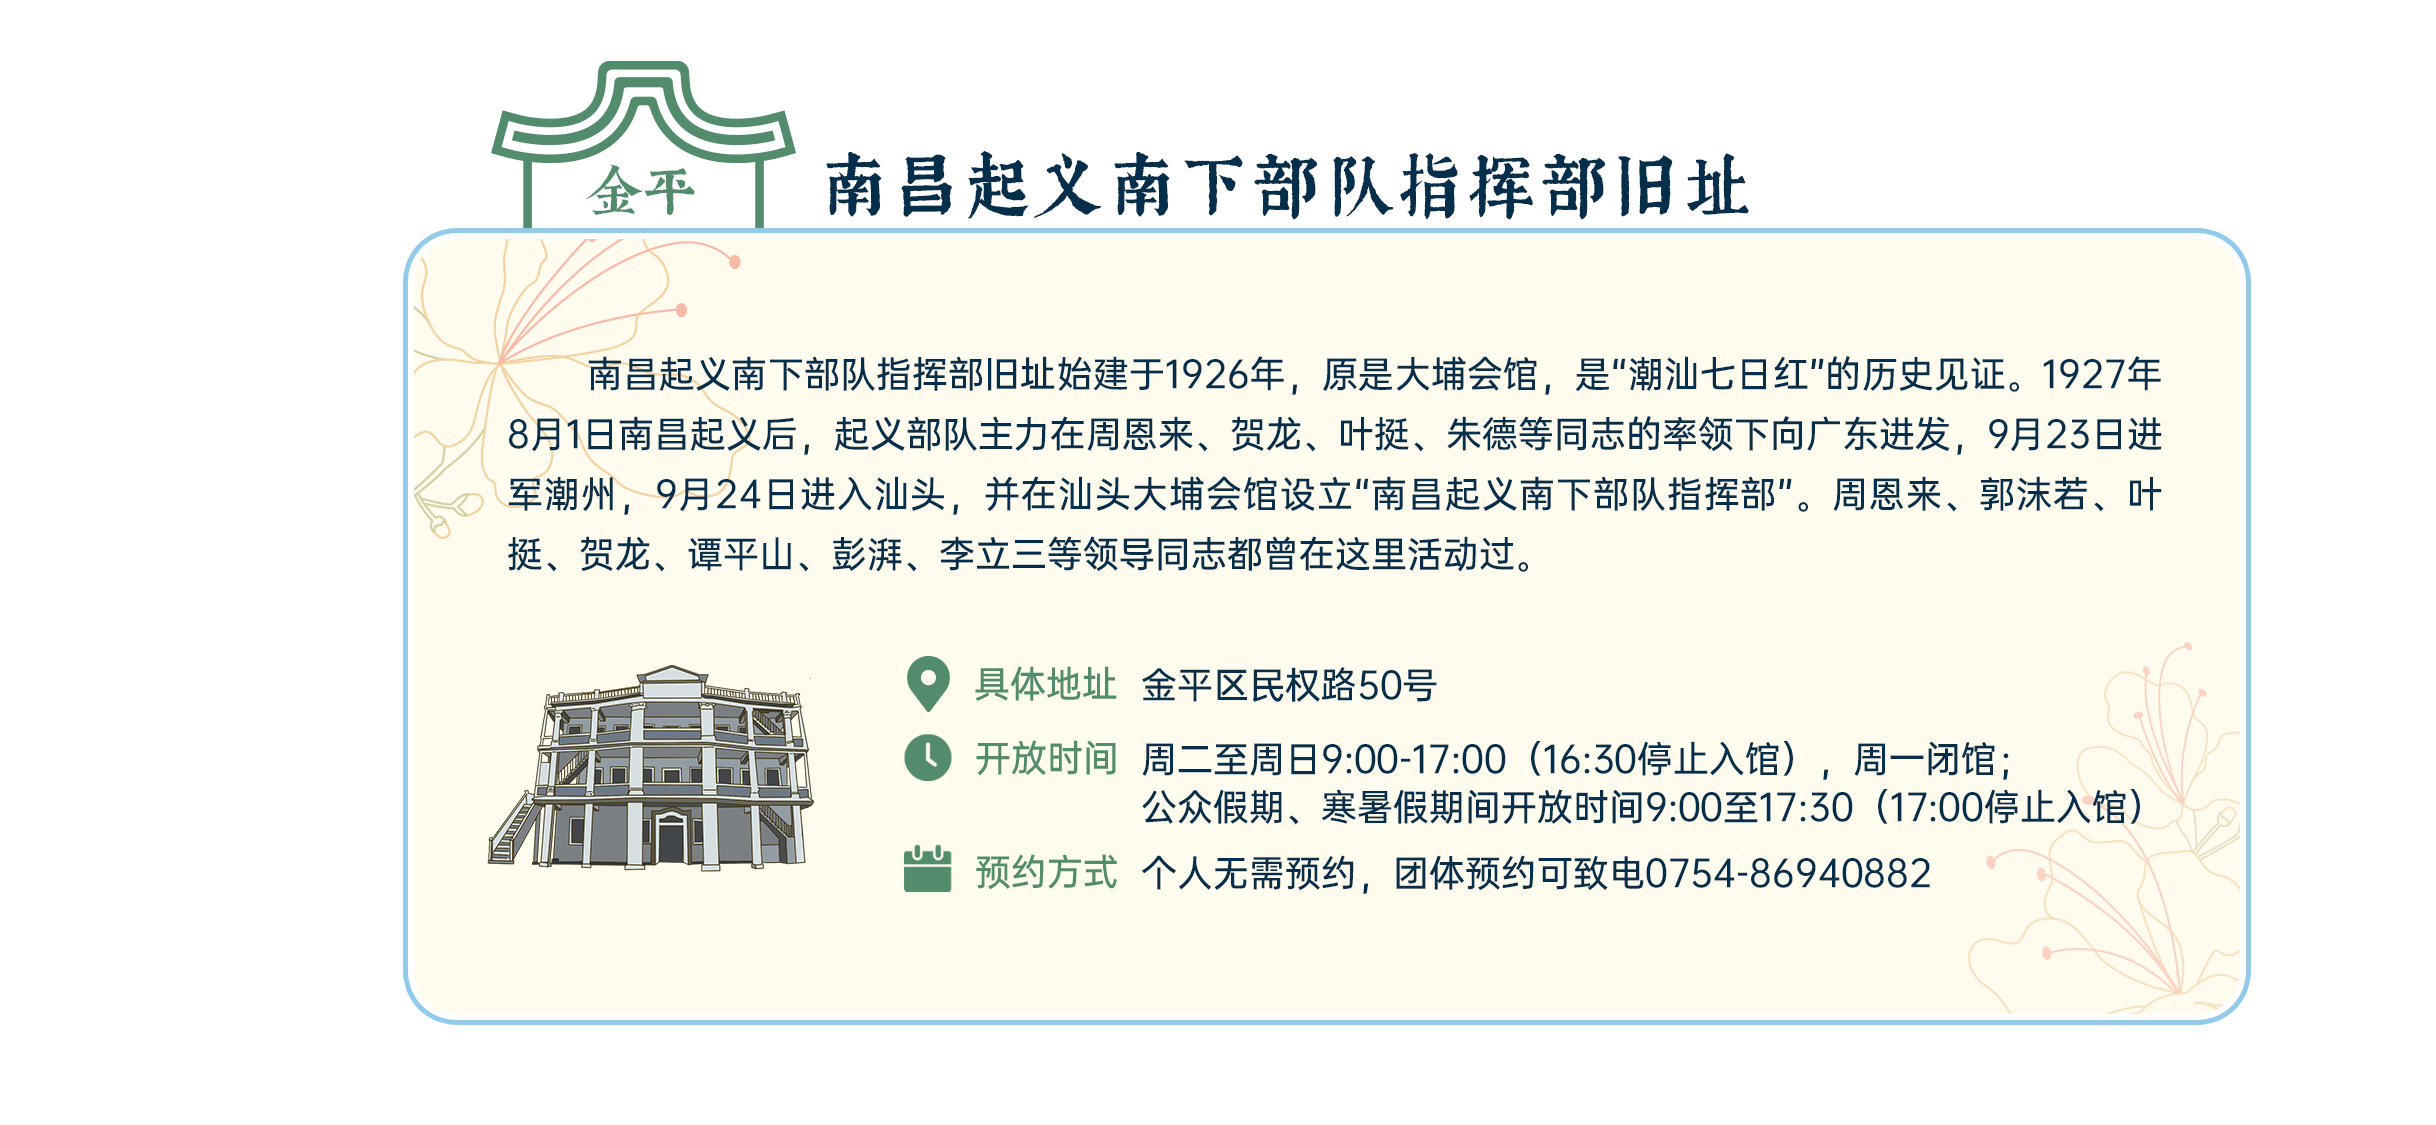 金平
南昌起义南下部队指挥部旧址
南昌起义南下部队指挥部旧址始建于1926年，原是大埔会馆，是“潮汕七日红”的历史见证。1927年
8月1日南昌起义后，起义部队主力在周恩来、贺龙、叶挺、朱德等同志的率领下向广东进发，9月23日进
军潮州，9月24日进入汕头，并在汕头大埔会馆设立“南昌起义南下部队指挥部”。周恩来、郭沫若、叶
挺、贺龙、谭平山、彭湃、李立三等领导同志都曾在这里活动过。
具体地址 金平区民权路50号
开放时间 周二至周日9:00-17:00（16:30停止入馆），周一闭馆；
公众假期、寒暑假期间开放时间9:00至17:30（17:00停止入馆）
预约方式 个人无需预约，团体预约可致电0754-86940882